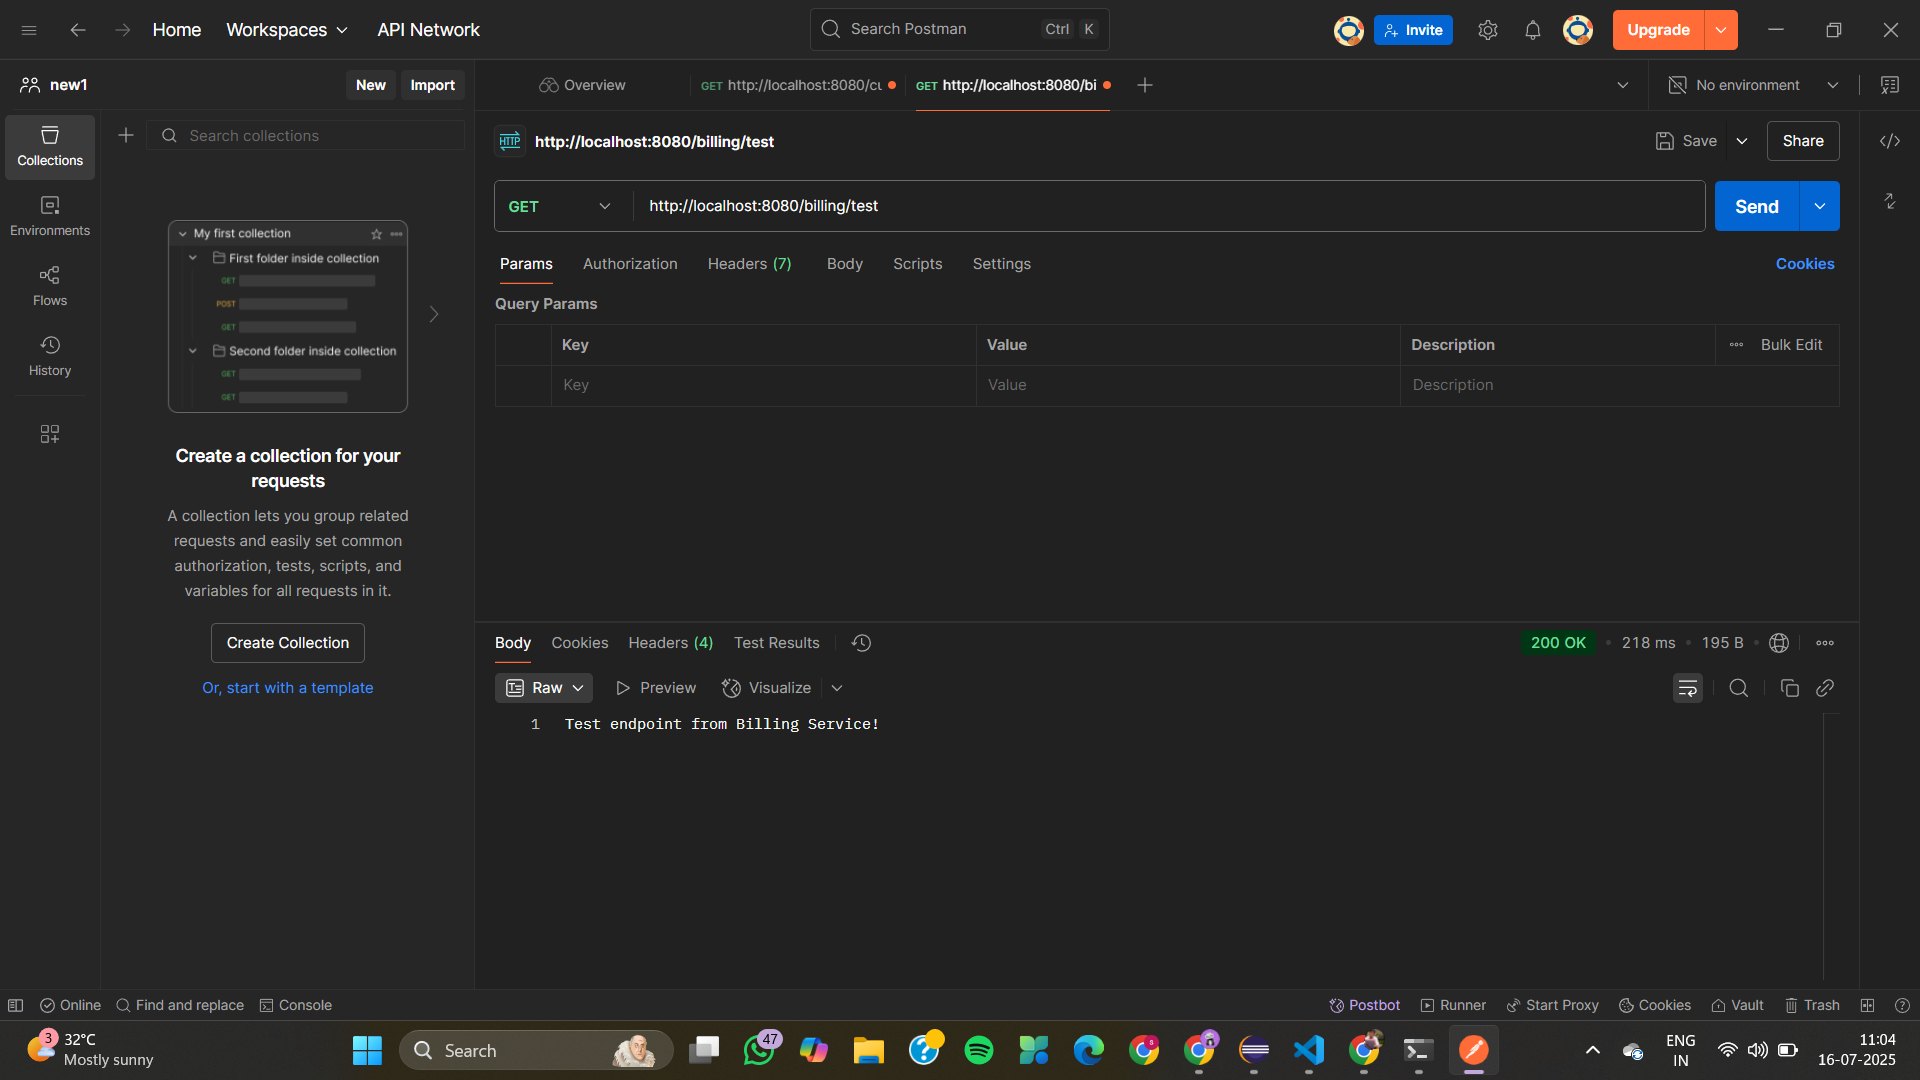 Home
Workspaces
API Network
Search Postman
Ctrl K
Invite
Upgrade
new1
New
Import
Overview
GET http://localhost:8080/cu
GET http://localhost:8080/bi
No environment
Collections
Environments
Flows
History
Search collections
My first collection
First folder inside collection
GET
POST
GET
Second folder inside collection
GET
GET
Create a collection for your
requests
A collection lets you group related
requests and easily set common
authorization, tests, scripts, and
variables for all requests in it.
Create Collection
Or, start with a template
HTTP http://localhost:8080/billing/test
Save
Share
GET
http://localhost:8080/billing/test
Send
Params
Authorization
Headers (7)
Body
Scripts
Settings
Cookies
Query Params
Key Value Description Bulk Edit
Key Value Description
Body
Cookies
Headers (4)
Test Results
200 OK
218 ms
195 B
Raw
Preview
Visualize
1 Test endpoint from Billing Service!
Online
Find and replace
Console
Postbot
Runner
Start Proxy
Cookies
Vault
Trash
3
32°C
Mostly sunny
Search
47
ENG
IN
11:04
16-07-2025